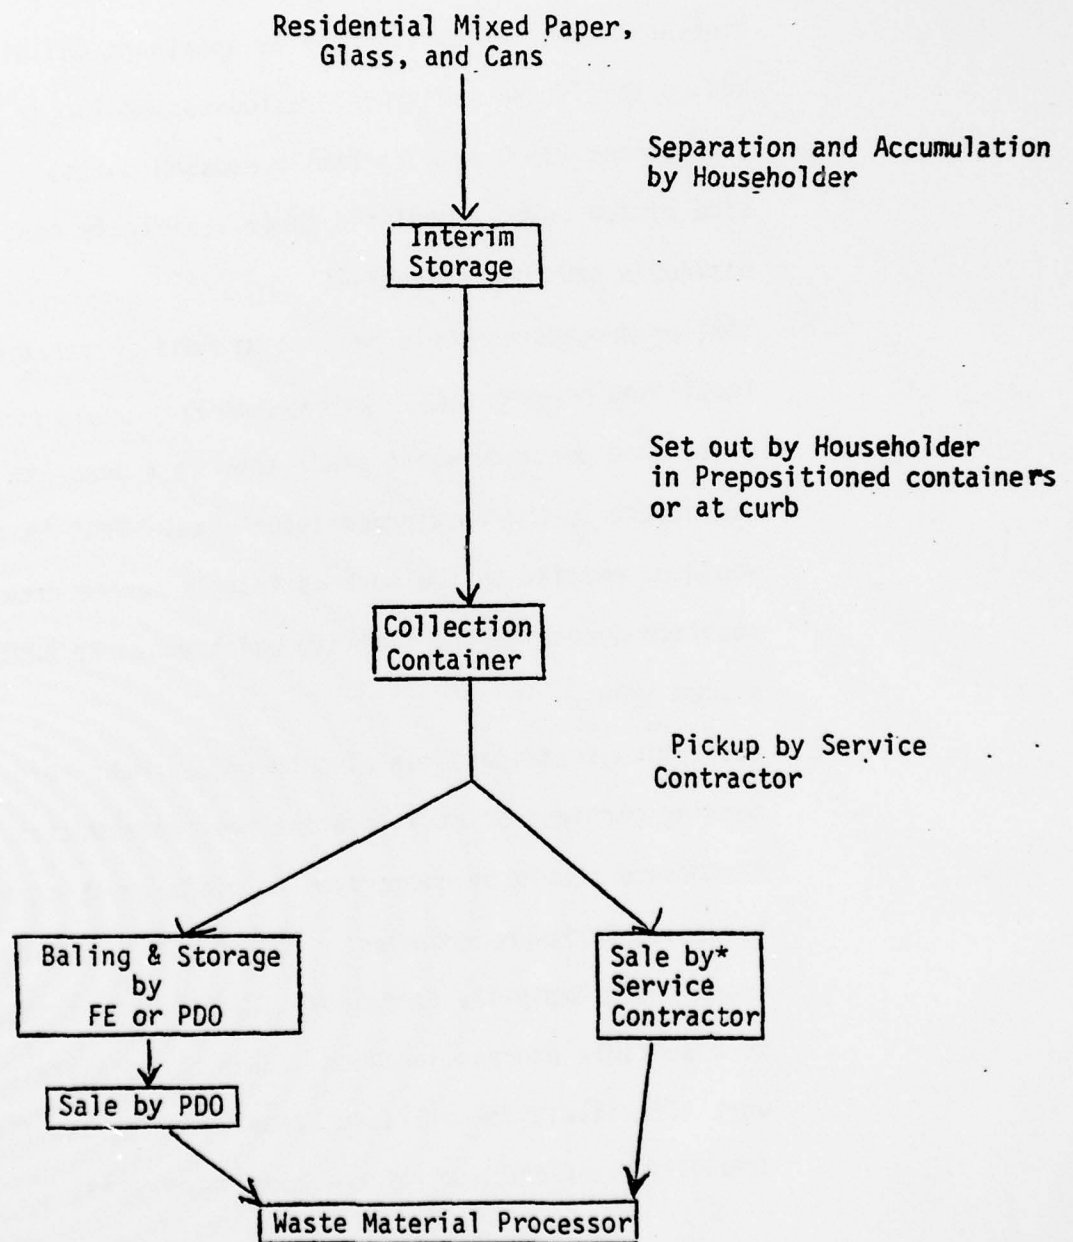 Residential Mixed Paper,
Glass, and Cans
Separation and Accumulation
by Householder
Interim
Storage
Set out by Householder
in Prepositioned containers
or at curb
Collection
Container
Pickup by Service
Contractor
Baling & Storage
by
FE or PDO
Sale by*
Service
Contractor
Sale by PDO
Waste Material Processor